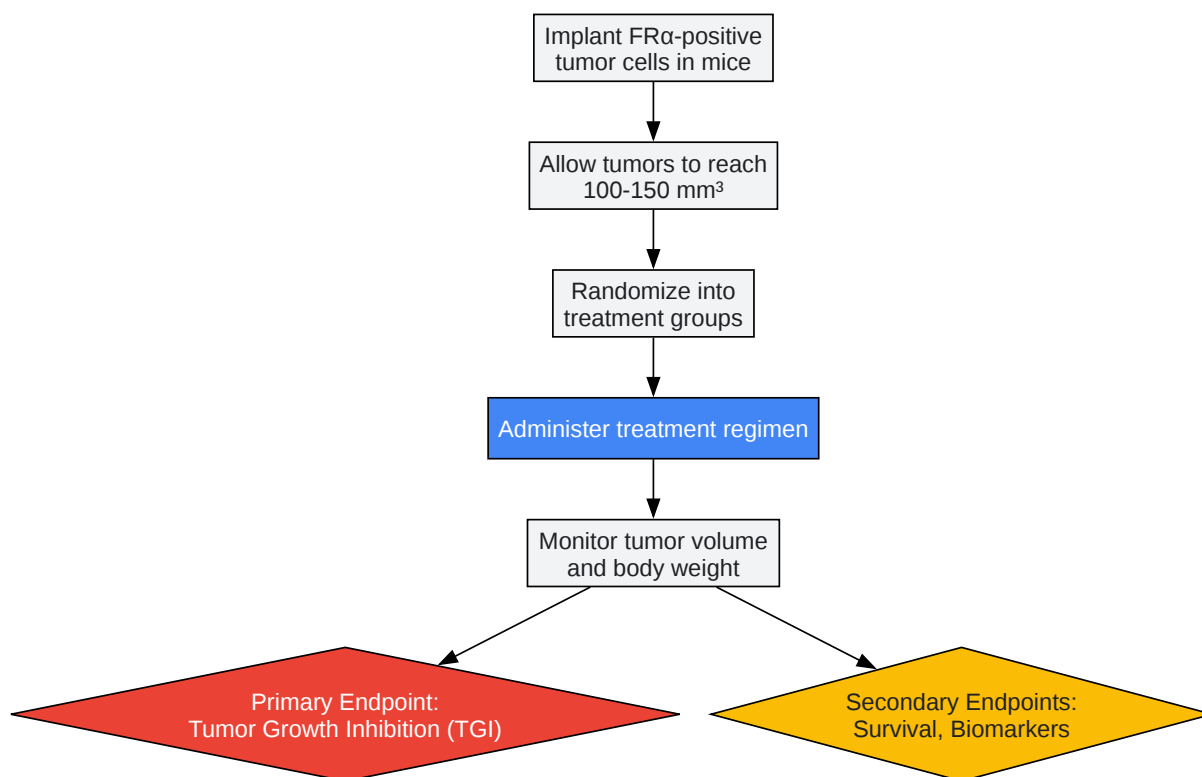 Implant FRα-positive
tumor cells in mice
Allow tumors to reach
100-150 mm³
Randomize into
treatment groups
Administer treatment regimen
Monitor tumor volume
and body weight
Primary Endpoint:
Tumor Growth Inhibition (TGI)
Secondary Endpoints:
Survival, Biomarkers